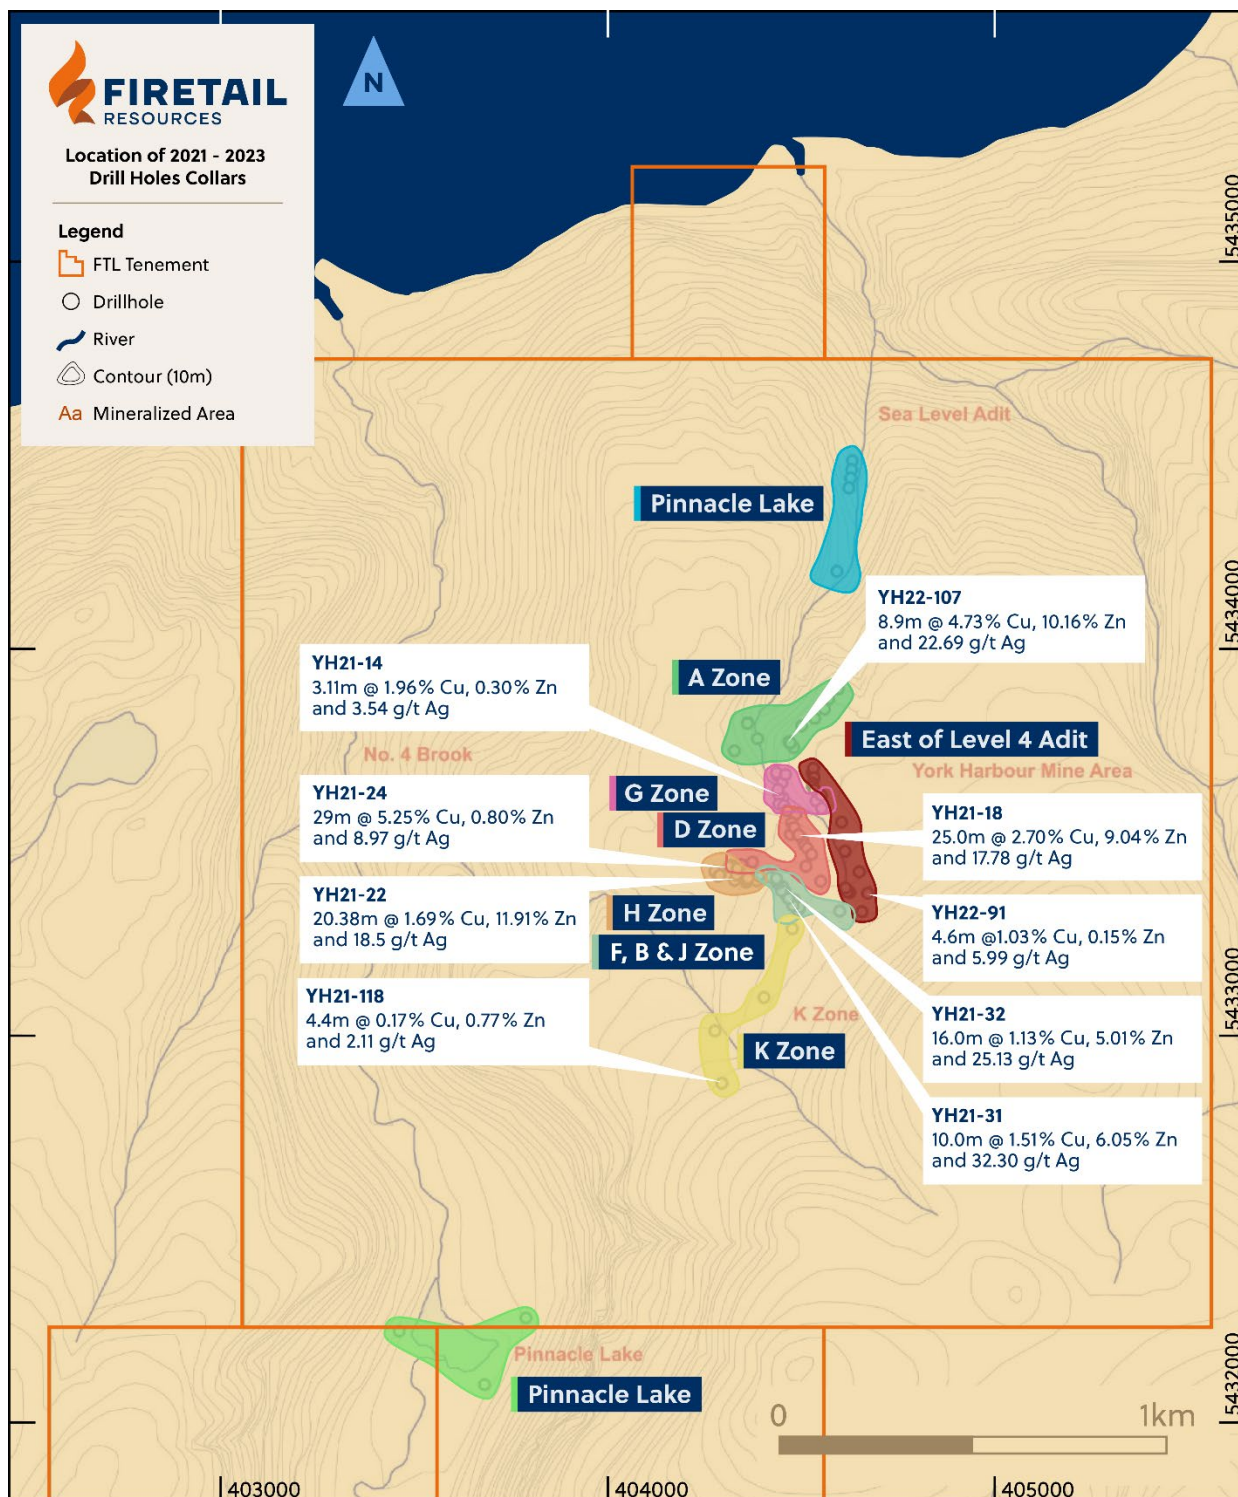 FIRETAIL
RESOURCES
Location of 2021 - 2023
Drill Holes Collars
Legend
FTL Tenement
Drillhole
River
Contour (10m)
Aa Mineralized Area
N
5435000
Sea Level Adit
Pinnacle Lake
5434000
YH22-107
8.9m @ 4.73% Cu, 10.16% Zn
and 22.69 g/t Ag
YH21-14
3.11m @ 1.96% Cu, 0.30% Zn
and 3.54 g/t Ag
A Zone
East of Level 4 Adit
No. 4 Brook
York Harbour Mine Area
YH21-24
29m @ 5.25% Cu, 0.80% Zn
and 8.97 g/t Ag
G Zone
D Zone
YH21-18
25.0m @ 2.70% Cu, 9.04% Zn
and 17.78 g/t Ag
YH21-22
20.38m @ 1.69% Cu, 11.91% Zn
and 18.5 g/t Ag
H Zone
F, B & J Zone
YH22-91
4.6m @1.03% Cu, 0.15% Zn
and 5.99 g/t Ag
5433000
YH21-118
4.4m @ 0.17% Cu, 0.77% Zn
and 2.11 g/t Ag
K Zone
K Zone
YH21-32
16.0m @ 1.13% Cu, 5.01% Zn
and 25.13 g/t Ag
YH21-31
10.0m @ 1.51% Cu, 6.05% Zn
and 32.30 g/t Ag
Pinnacle Lake
Pinnacle Lake
5432000
0 1km
403000
404000
405000